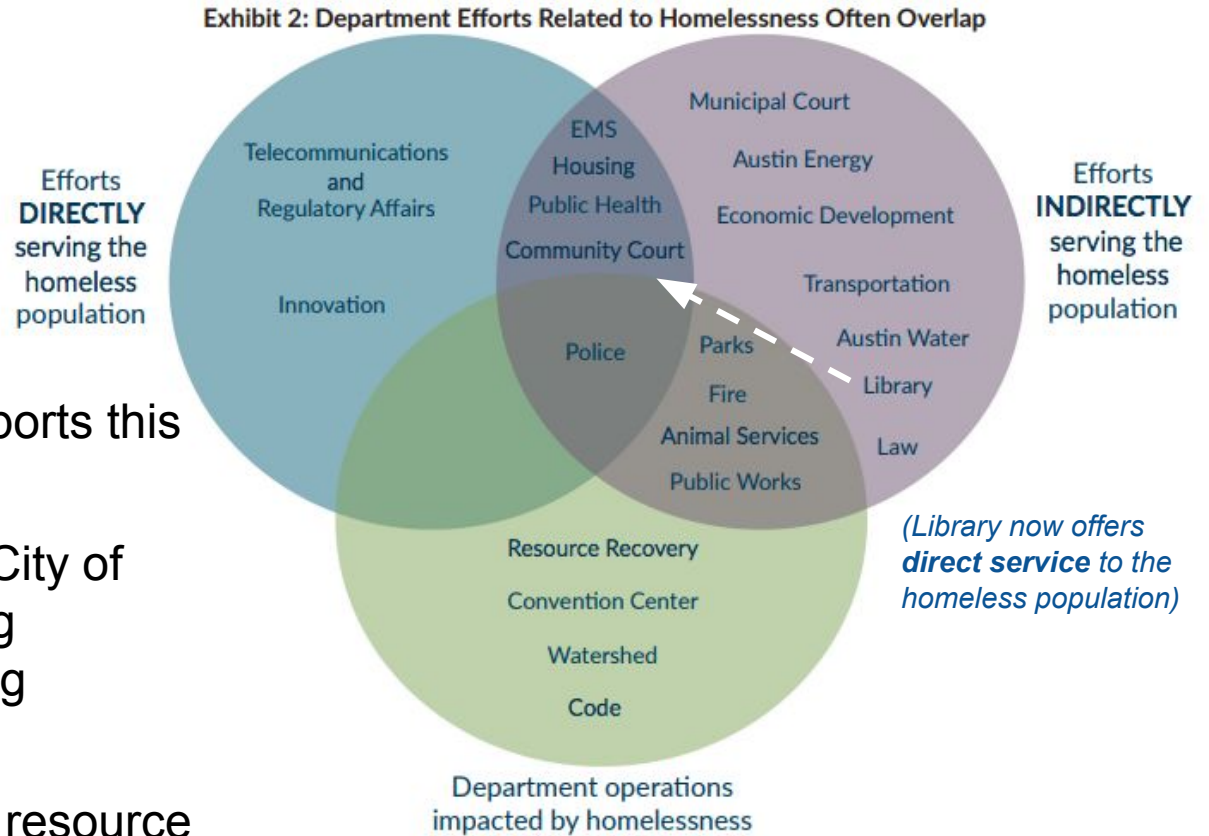 Exhibit 2: Department Efforts Related to Homelessness Often Overlap
Efforts
DIRECTLY
serving the
homeless
population
Telecommunications
and
Regulatory Affairs
Innovation
EMS
Housing
Public Health
Community Court
Municipal Court
Austin Energy
Economic Development
Transportation
Austin Water
Library
Law
Efforts
INDIRECTLY
serving the
homeless
population
Police
Parks
Fire
Animal Services
Public Works
(Library now offers
direct service to the
homeless population)
Resource Recovery
Convention Center
Watershed
Code
Department operations
impacted by homelessness
ports this
City of
g
g
resource